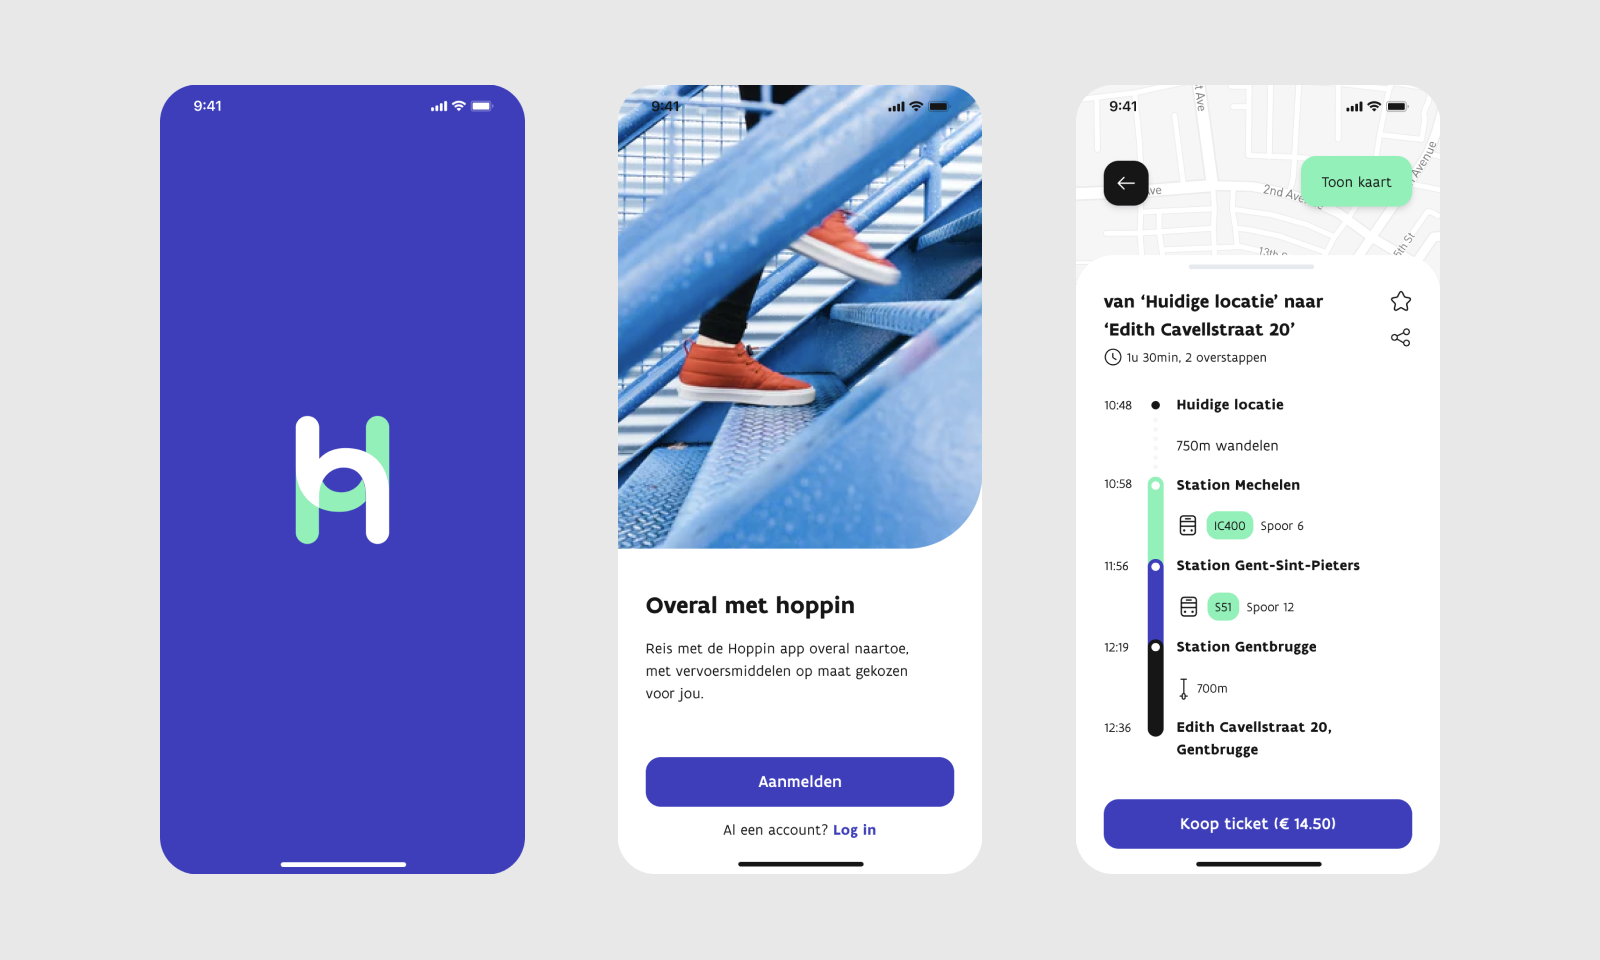 9:41
9:41
Overal met hoppin
Reis met de Hoppin app overal naartoe,
met vervoersmiddelen op maat gekozen
voor jou.
Aanmelden
Al een account? Log in
9:41
t Ave
Ave
2nd Ave
Avenue
Toon kaart
13th
5th St
van ‘Huidige locatie’ naar
‘Edith Cavellstraat 20’
1u 30min, 2 overstappen
10:48 Huidige locatie
750m wandelen
10:58 Station Mechelen
IC400 Spoor 6
11:56 Station Gent-Sint-Pieters
S51 Spoor 12
12:19 Station Gentbrugge
700m
12:36 Edith Cavellstraat 20,
Gentbrugge
Koop ticket (€ 14.50)